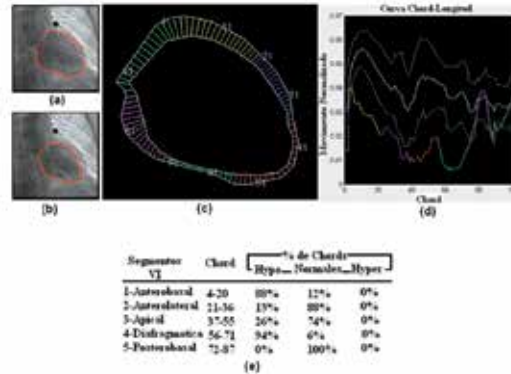 (a)
(b)
(c)
Curva Chord-Longitud
Movimento Normalizado
Chord
(d)
Segmentos VI
Chord
% de Chords
Hypo Normales Hyper
1-Anterobasal 4-20 88% 12% 0%
2-Anterolateral 21-36 13% 88% 0%
3-Apical 37-55 26% 74% 0%
4-Diafragmatica 56-71 94% 6% 0%
5-Posterobasal 72-87 0% 100% 0%
(e)